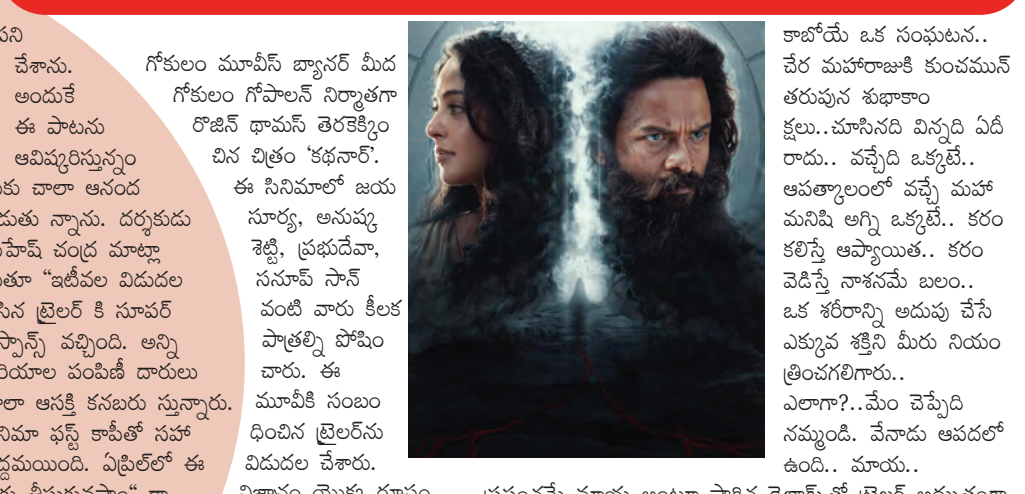 పని
చేశాను.
అందుకే
ఈ పాటను
ఆవిష్కరిస్తున్నం
కు చాలా ఆనంద
డుతు న్నాను. దర్శకుడు
హేష్ చంద్ర మాట్లా
తూ “ఇటీవల విడుదల
సిన ట్రైలర్ కి సూపర్
స్పాన్స్ వచ్చింది. అన్ని
రియాల పంపిణీ దారులు
లా ఆసక్తి కనబరు స్తున్నారు.
నిమా ఫస్ట్ కాపీతో సహా
ద్దమయింది. ఏప్రిల్‌లో ఈ
గోకులం మూవీస్ బ్యానర్ మీద
గోకులం గోపాలన్ నిర్మాతగా
రొజిన్ థామస్ తెరకెక్కిం
చిన చిత్రం ‘కథనార్’.
ఈ సినిమాలో జయ
సూర్య, అనుష్క
శెట్టి, ప్రభుదేవా,
సనూప్ సాన్
వంటి వారు కీలక
పాత్రల్ని పోషిం
చారు. ఈ
మూవీకి సంబం
ధించిన ట్రైలర్‌ను
విడుదల చేశారు.
కాబోయే ఒక సంఘటన..
చేర మహారాజుకి కుంచమున్
తరుపున శుభాకాం
క్షలు..చూసినది విన్నది ఏదీ
రాదు.. వచ్చేది ఒక్కటే..
ఆపత్కాలంలో వచ్చే మహా
మనిషి అగ్ని ఒక్కటే.. కరం
కలిస్తే ఆప్యాయిత.. కరం
వెడిస్తే నాశనమే బలం..
ఒక శరీరాన్ని అదుపు చేసే
ఎక్కువ శక్తిని మీరు నియం
త్రించగలిగారు..
ఎలాగా?..మేం చెప్పేది
నమ్మండి. వేనాడు ఆపదలో
ఉంది.. మాయ..